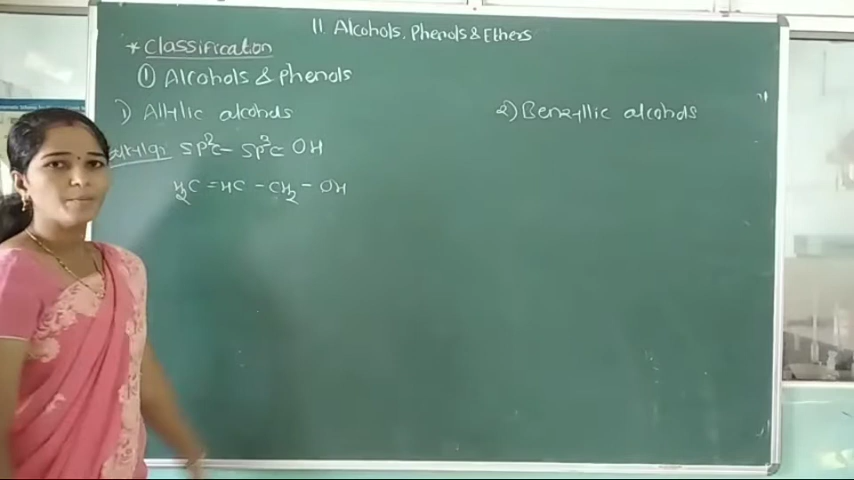 11. Alcohols, Phenols & Ethers
* Classification
① Alcohols & phenols
1) Allylic alcohols
2) Benzyllic alcohols
SP²C - SP²C OH
H₂C = HC - CH₂ - OH